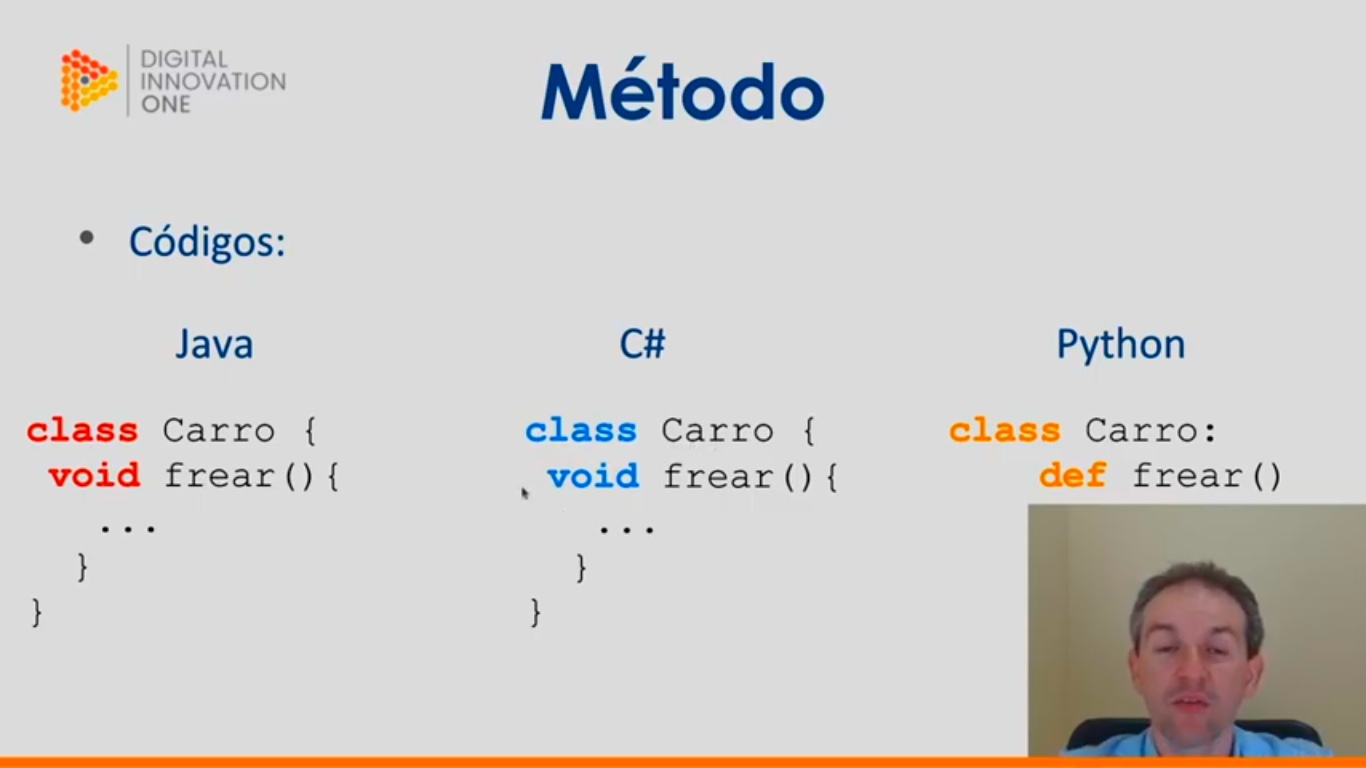 DIGITAL
INNOVATION
ONE
Método
• Códigos:
Java
class Carro {
void frear(){
...
}
}
C#
class Carro {
void frear(){
...
}
}
Python
class Carro:
def frear()